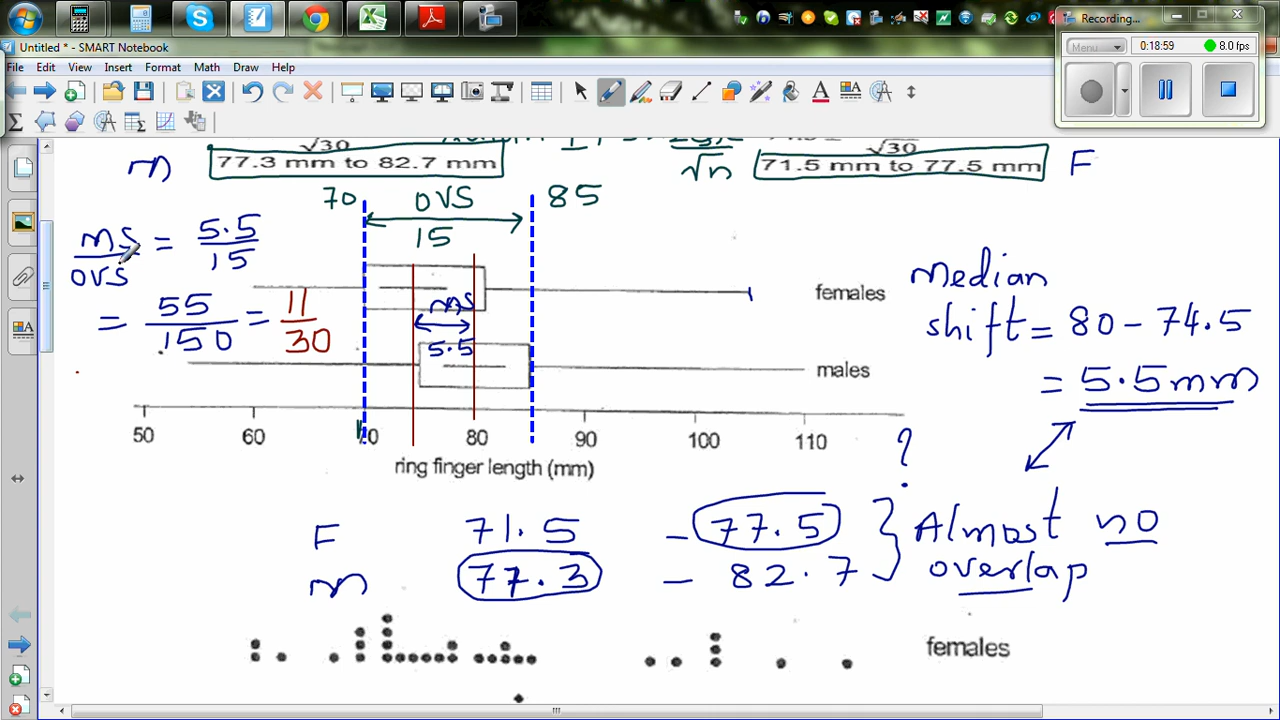 Untitled * - SMART Notebook
File Edit View Insert Format Math Draw Help
Recording...
Menu 0:18:59 8.0 fps
√30
√n
√30
m 77.3 mm to 82.7 mm
71.5 mm to 77.5 mm F
70 OVS 85
15
MS/OVS = 5.5/15
= 55/150 = 11/30
MS
5.5
females
males
50 60 70 80 90 100 110
ring finger length (mm)
Median
shift = 80 - 74.5
= 5.5mm
?
F 71.5 - 77.5
m 77.3 - 82.7
Almost no
overlap
females